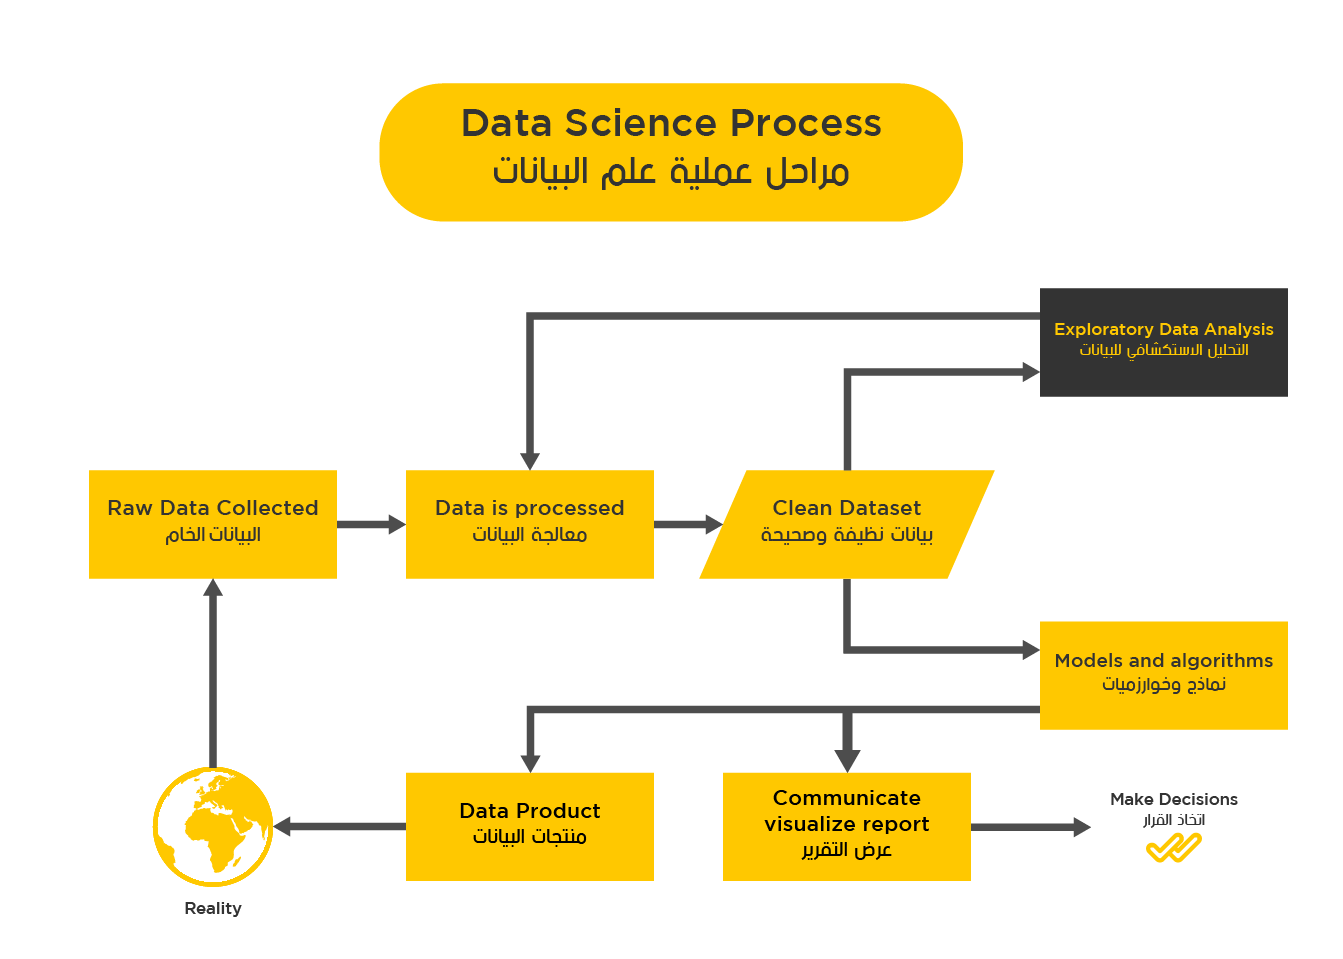 Data Science Process
مراحل عملية علم البيانات
Exploratory Data Analysis
التحليل الاستكشافي للبيانات
Raw Data Collected
البيانات الخام
Data is processed
معالجة البيانات
Clean Dataset
بيانات نظيفة وصحيحة
Models and algorithms
نماذج وخوارزميات
Data Product
منتجات البيانات
Communicate
visualize report
عرض التقرير
Make Decisions
اتخاذ القرار
Reality